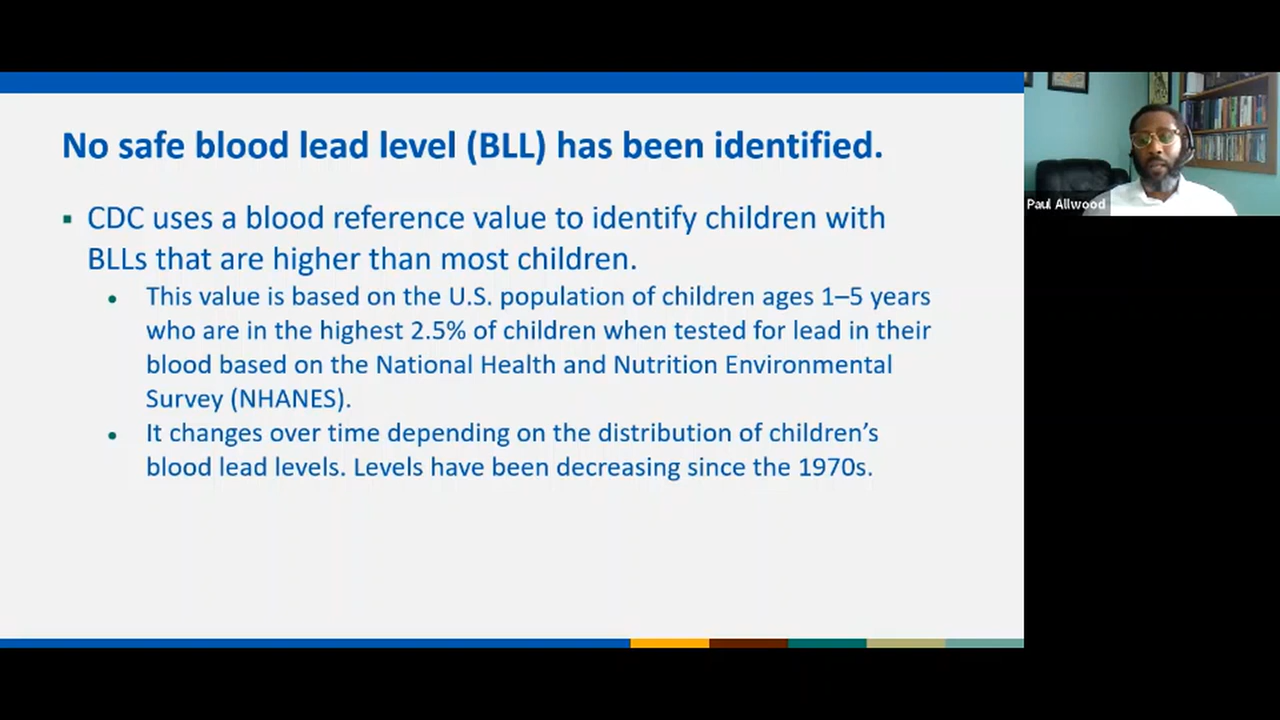 No safe blood lead level (BLL) has been identified.
▪ CDC uses a blood reference value to identify children with
BLLs that are higher than most children.
• This value is based on the U.S. population of children ages 1–5 years
who are in the highest 2.5% of children when tested for lead in their
blood based on the National Health and Nutrition Environmental
Survey (NHANES).
• It changes over time depending on the distribution of children’s
blood lead levels. Levels have been decreasing since the 1970s.
Paul Allwood